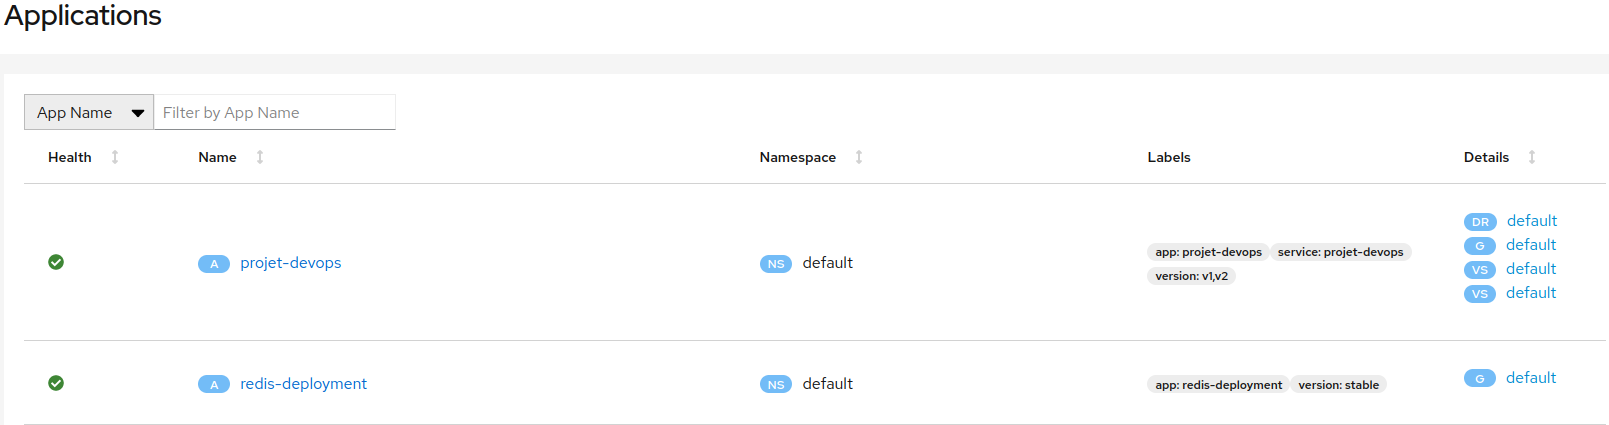 Applications
App Name Filter by App Name
Health Name Namespace Labels Details
DR default
app: projet-devops service: projet-devops G default
A projet-devops NS default
version: v1,v2 VS default
VS default
A redis-deployment NS default app: redis-deployment version: stable G default